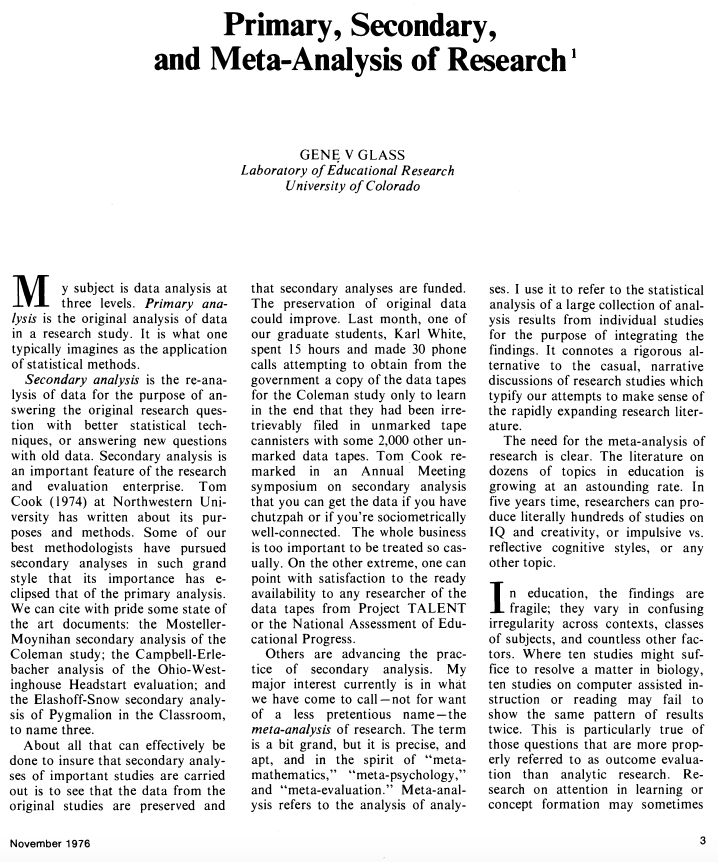 Primary, Secondary,
and Meta-Analysis of Research 1
GENE V GLASS
Laboratory of Educational Research
University of Colorado
My subject is data analysis at
three levels. Primary ana-
lysis is the original analysis of data
in a research study. It is what one
typically imagines as the application
of statistical methods.
Secondary analysis is the re-ana-
lysis of data for the purpose of an-
swering the original research ques-
tion with better statistical tech-
niques, or answering new questions
with old data. Secondary analysis is
an important feature of the research
and evaluation enterprise. Tom
Cook (1974) at Northwestern Uni-
versity has written about its pur-
poses and methods. Some of our
best methodologists have pursued
secondary analyses in such grand
style that its importance has e-
clipsed that of the primary analysis.
We can cite with pride some state of
the art documents: the Mosteller-
Moynihan secondary analysis of the
Coleman study; the Campbell-Erle-
bacher analysis of the Ohio-West-
inghouse Headstart evaluation; and
the Elashoff-Snow secondary analy-
sis of Pygmalion in the Classroom,
to name three.
About all that can effectively be
done to insure that secondary analy-
ses of important studies are carried
out is to see that the data from the
original studies are preserved and
that secondary analyses are funded.
The preservation of original data
could improve. Last month, one of
our graduate students, Karl White,
spent 15 hours and made 30 phone
calls attempting to obtain from the
government a copy of the data tapes
for the Coleman study only to learn
in the end that they had been irre-
trievably filed in unmarked tape
cannisters with some 2,000 other un-
marked data tapes. Tom Cook re-
marked in an Annual Meeting
symposium on secondary analysis
that you can get the data if you have
chutzpah or if you're sociometrically
well-connected. The whole business
is too important to be treated so cas-
ually. On the other extreme, one can
point with satisfaction to the ready
availability to any researcher of the
data tapes from Project TALENT
or the National Assessment of Edu-
cational Progress.
Others are advancing the prac-
tice of secondary analysis. My
major interest currently is in what
we have come to call—not for want
of a less pretentious name—the
meta-analysis of research. The term
is a bit grand, but it is precise, and
apt, and in the spirit of "meta-
mathematics," "meta-psychology,"
and "meta-evaluation." Meta-anal-
ysis refers to the analysis of analy-
ses. I use it to refer to the statistical
analysis of a large collection of anal-
ysis results from individual studies
for the purpose of integrating the
findings. It connotes a rigorous al-
ternative to the casual, narrative
discussions of research studies which
typify our attempts to make sense of
the rapidly expanding research liter-
ature.
The need for the meta-analysis of
research is clear. The literature on
dozens of topics in education is
growing at an astounding rate. In
five years time, researchers can pro-
duce literally hundreds of studies on
IQ and creativity, or impulsive vs.
reflective cognitive styles, or any
other topic.
In education, the findings are
fragile; they vary in confusing
irregularity across contexts, classes
of subjects, and countless other fac-
tors. Where ten studies might suf-
fice to resolve a matter in biology,
ten studies on computer assisted in-
struction or reading may fail to
show the same pattern of results
twice. This is particularly true of
those questions that are more prop-
erly referred to as outcome evalua-
tion than analytic research. Re-
search on attention in learning or
concept formation may sometimes
November 1976
3